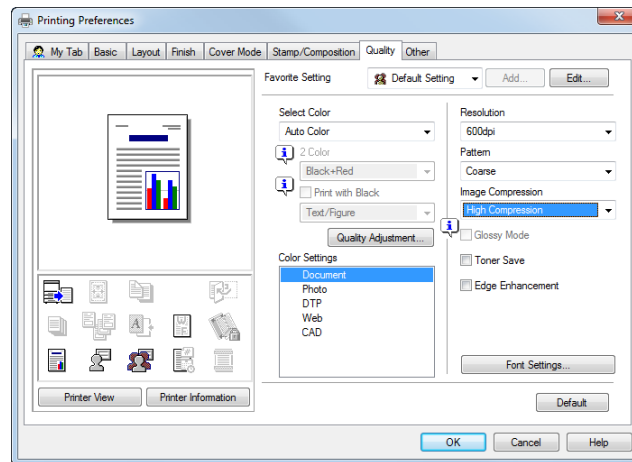 Printing Preferences
My Tab Basic Layout Finish Cover Mode Stamp/Composition Quality Other
Favorite Setting Default Setting Add... Edit...
Select Color
Auto Color
2 Color
Black+Red
Print with Black
Text/Figure
Quality Adjustment...
Color Settings
Document
Photo
DTP
Web
CAD
Resolution
600dpi
Pattern
Coarse
Image Compression
High Compression
Glossy Mode
Toner Save
Edge Enhancement
Font Settings...
Printer View Printer Information
Default
OK Cancel Help